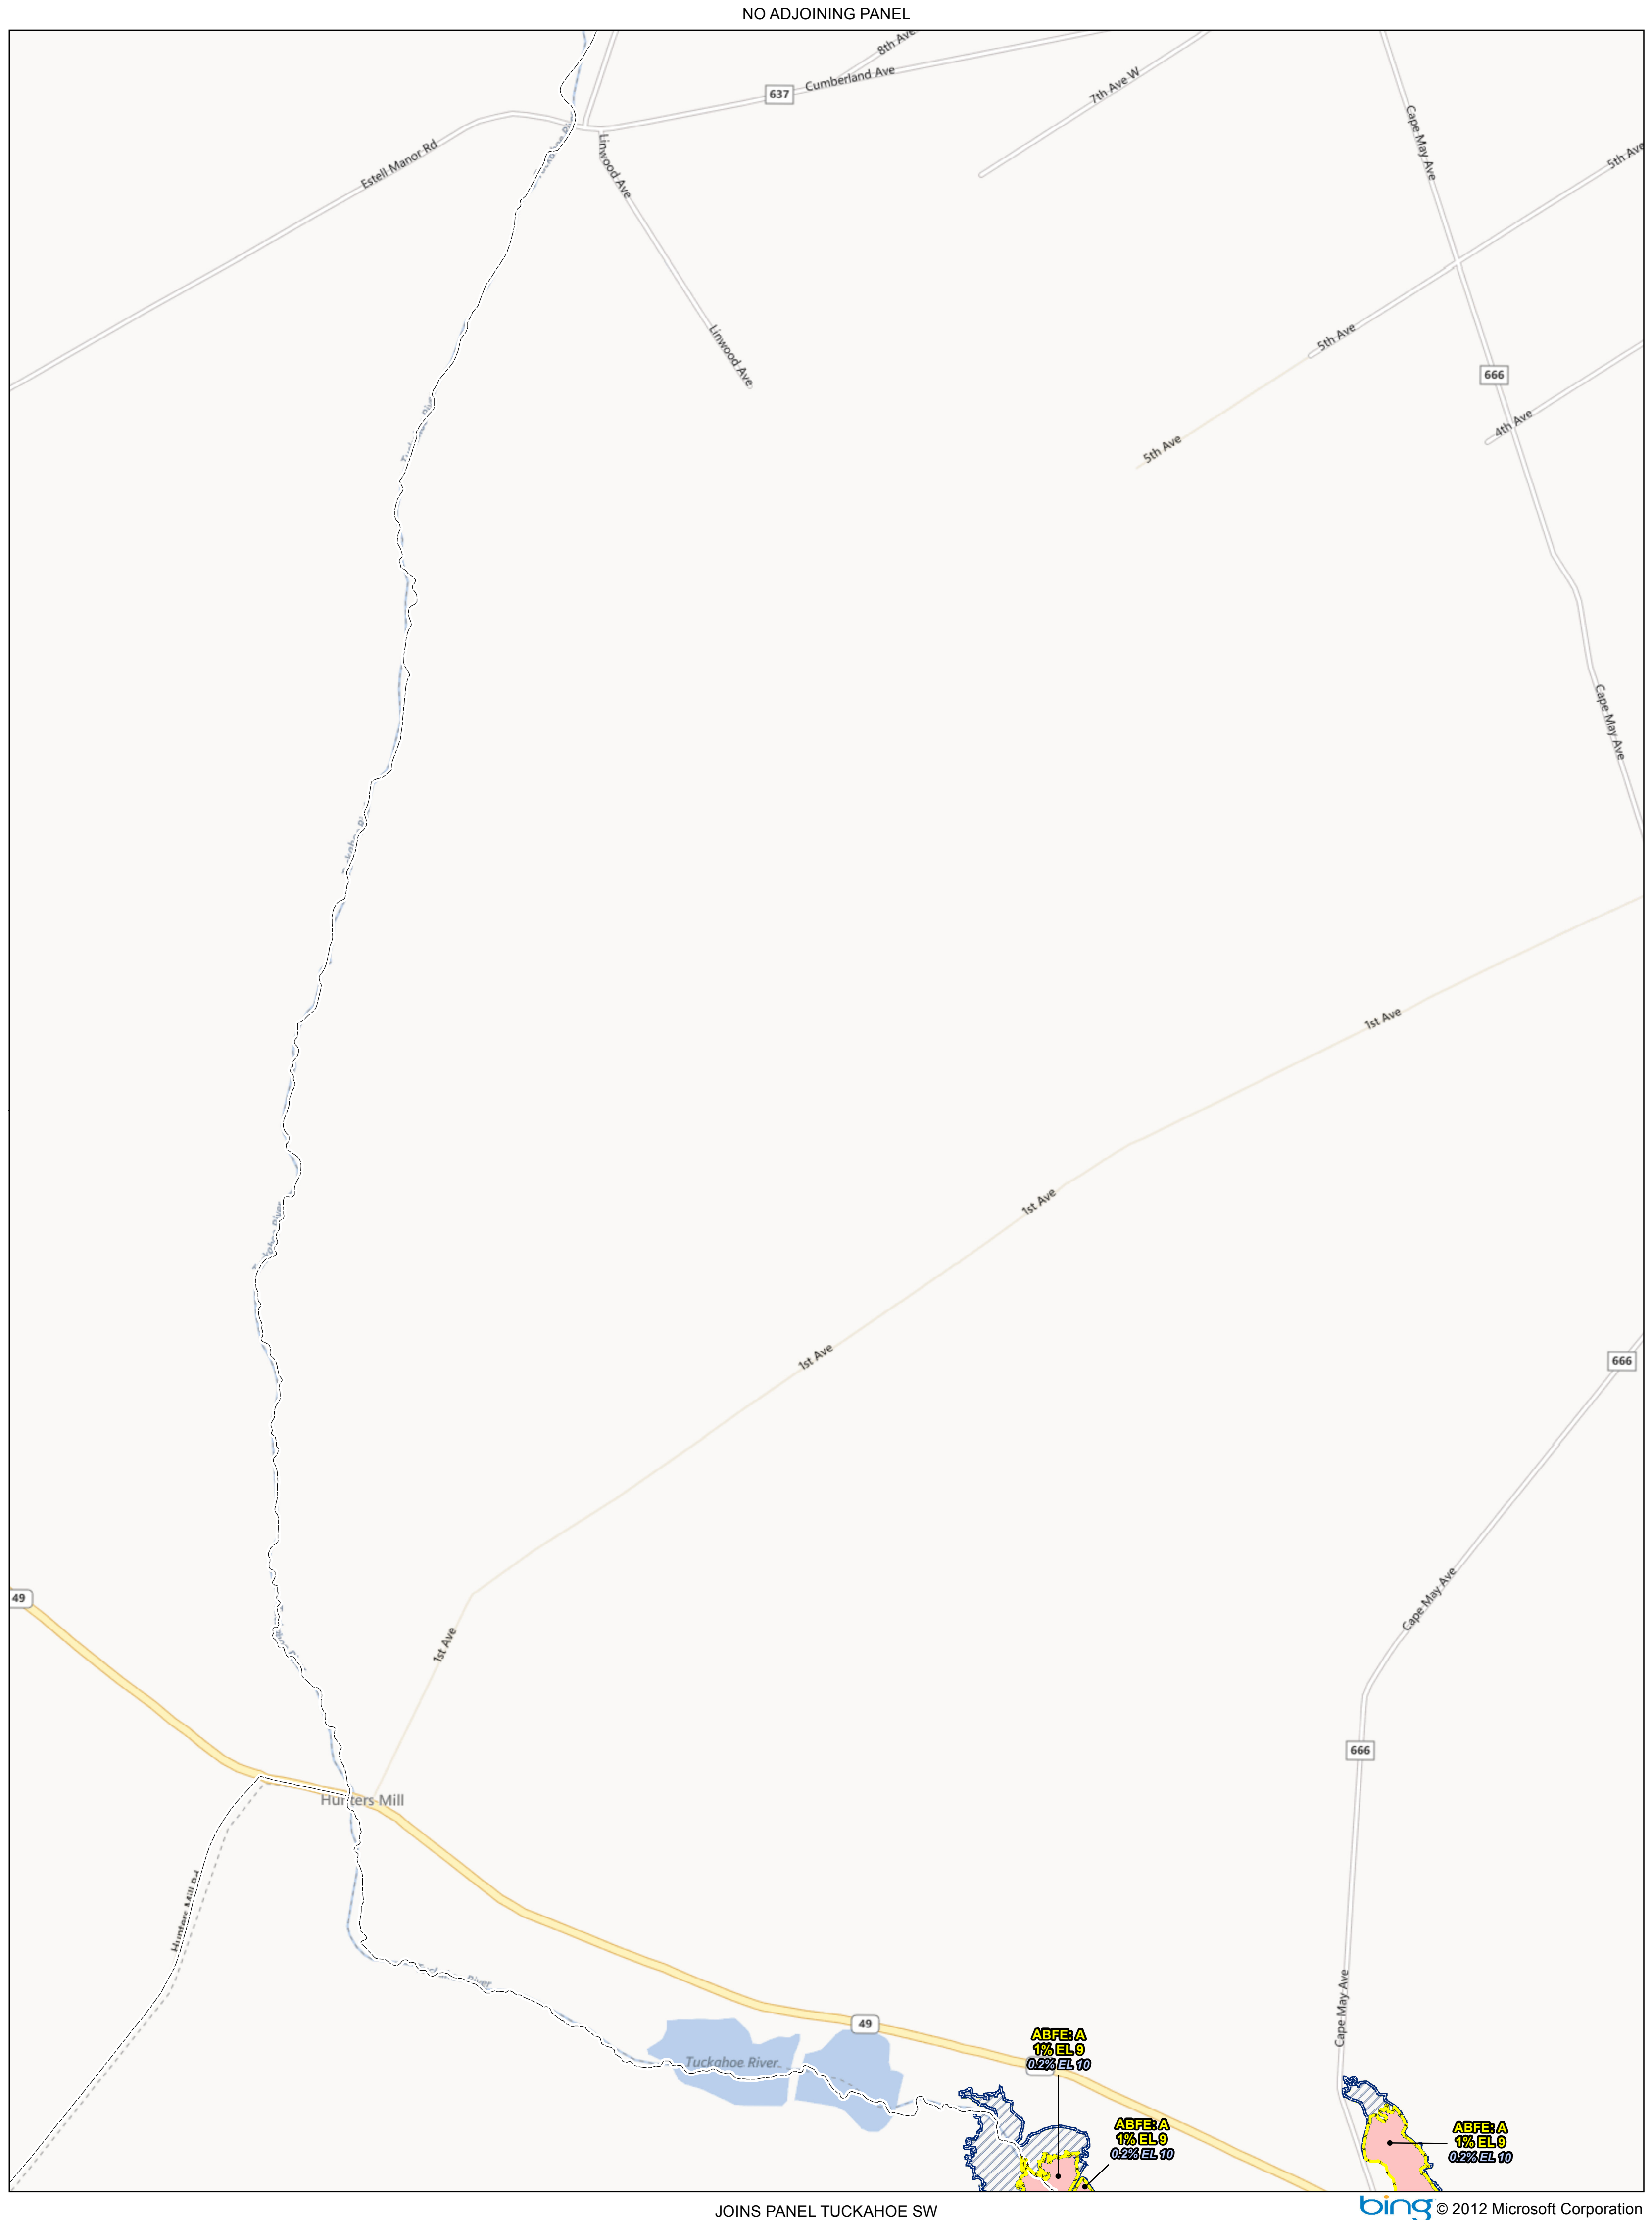 NO ADJOINING PANEL
8th Ave
Cumberland Ave
637
7th Ave W
Cape May Ave
5th Ave
Estell Manor Rd
Linwood Ave
Linwood Ave
5th Ave
666
4th Ave
5th Ave
Cape May Ave
1st Ave
1st Ave
1st Ave
666
Cape May Ave
49
1st Ave
666
Hunters Mill
Hunters Mill Rd
River
Cape May Ave
49
Tuckahoe River
ABFE: A
1% EL 9
0.2% EL 10
ABFE: A
1% EL 9
0.2% EL 10
ABFE: A
1% EL 9
0.2% EL 10
JOINS PANEL TUCKAHOE SW
bing © 2012 Microsoft Corporation